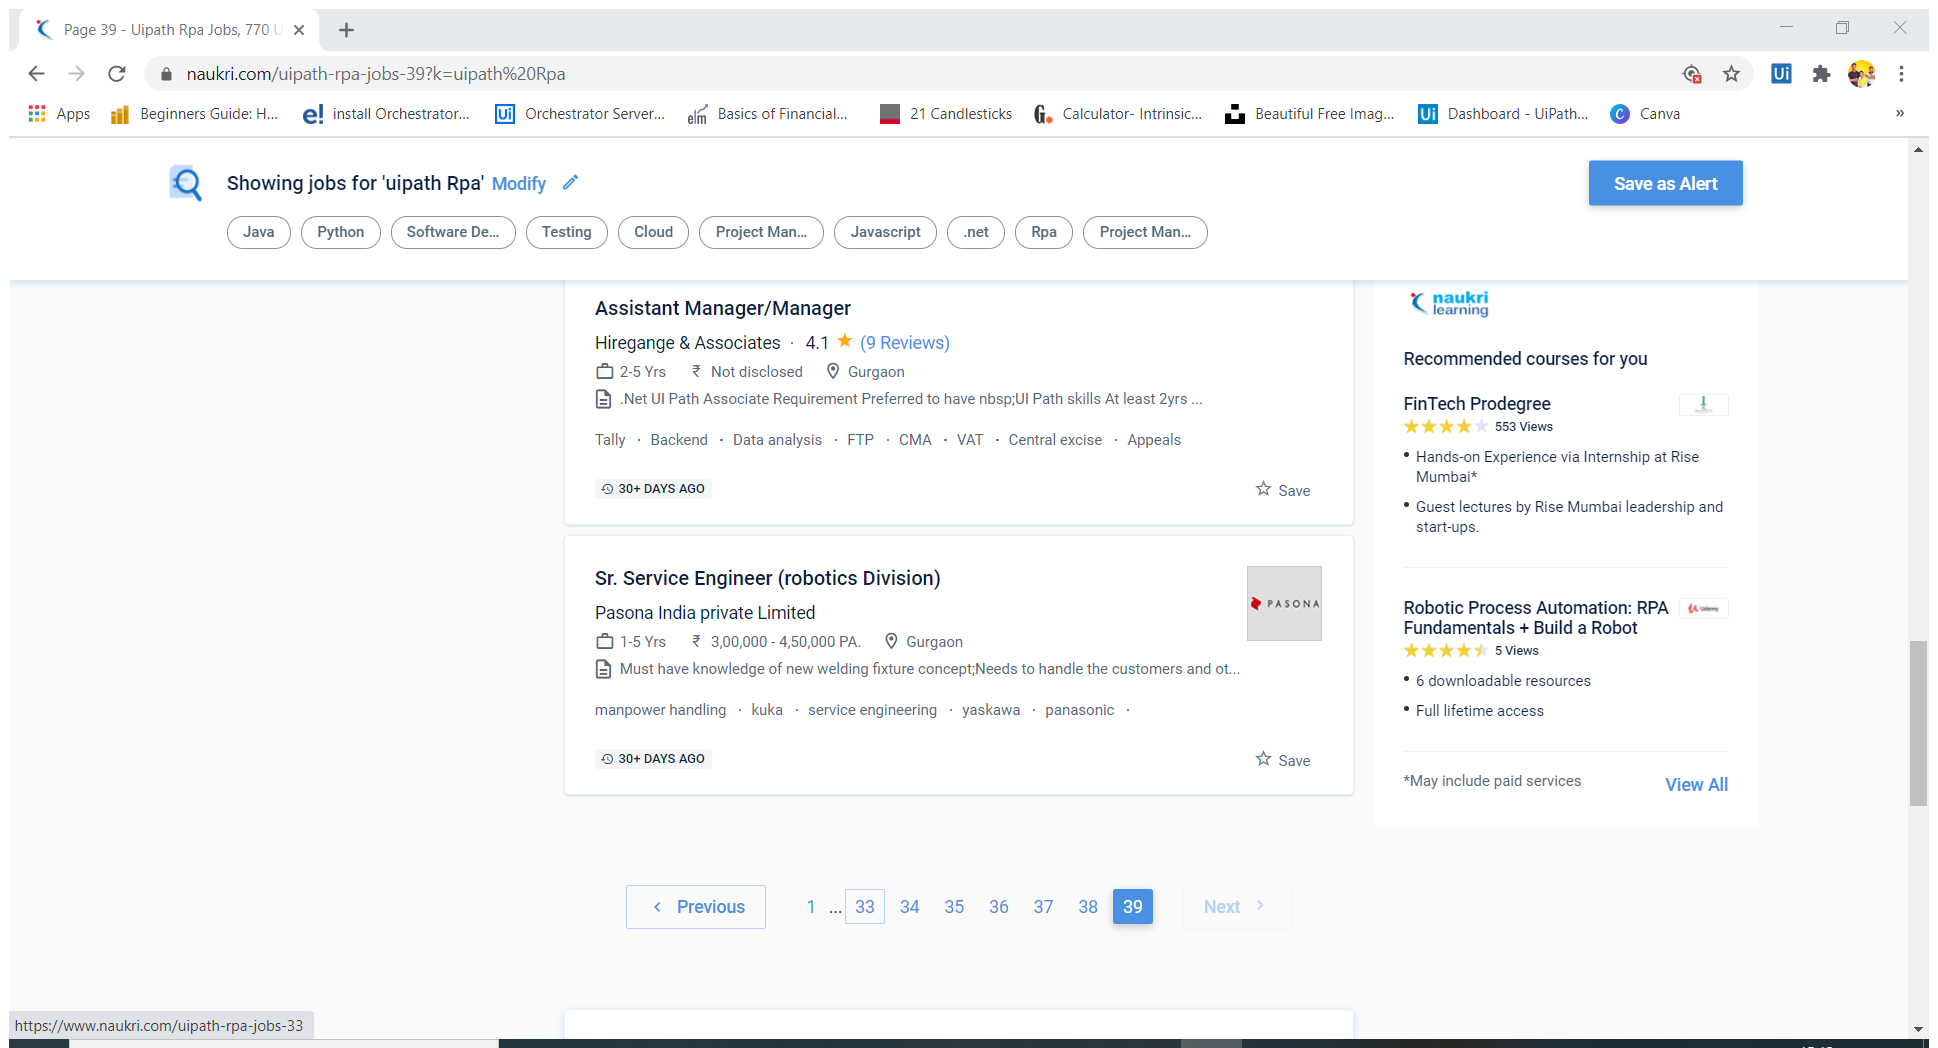 Page 39 - Uipath Rpa Jobs, 770 U
naukri.com/uipath-rpa-jobs-39?k=uipath%20Rpa
Ui
Apps
Beginners Guide: H...
e! install Orchestrator...
Ui Orchestrator Server...
elm Basics of Financial...
21 Candlesticks
G. Calculator- Intrinsic...
Beautiful Free Imag...
Ui Dashboard - UiPath...
C Canva
»
Showing jobs for 'uipath Rpa' Modify
Save as Alert
Java
Python
Software De...
Testing
Cloud
Project Man...
Javascript
.net
Rpa
Project Man...
Assistant Manager/Manager
Hiregange & Associates · 4.1 ★ (9 Reviews)
2-5 Yrs ₹ Not disclosed Gurgaon
.Net UI Path Associate Requirement Preferred to have nbsp;UI Path skills At least 2yrs ...
Tally · Backend · Data analysis · FTP · CMA · VAT · Central excise · Appeals
30+ DAYS AGO
Save
Sr. Service Engineer (robotics Division)
PASONA
Pasona India private Limited
1-5 Yrs ₹ 3,00,000 - 4,50,000 PA. Gurgaon
Must have knowledge of new welding fixture concept;Needs to handle the customers and ot...
manpower handling · kuka · service engineering · yaskawa · panasonic ·
30+ DAYS AGO
Save
Previous 1 ... 33 34 35 36 37 38 39 Next
naukri
learning
Recommended courses for you
FinTech Prodegree
553 Views
• Hands-on Experience via Internship at Rise
Mumbai*
• Guest lectures by Rise Mumbai leadership and
start-ups.
Robotic Process Automation: RPA
Fundamentals + Build a Robot
Udemy
5 Views
• 6 downloadable resources
• Full lifetime access
*May include paid services
View All
https://www.naukri.com/uipath-rpa-jobs-33